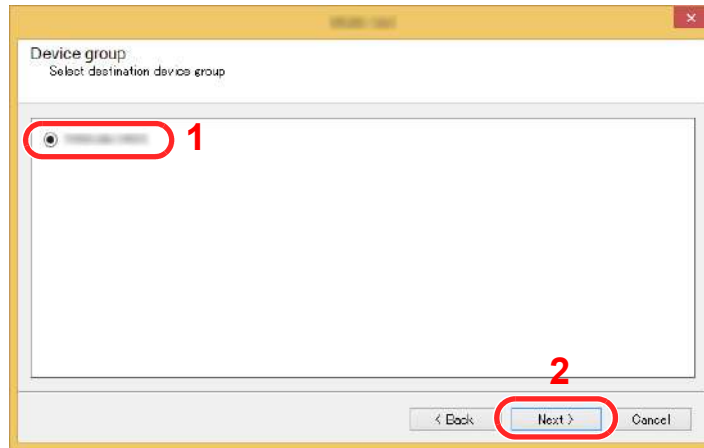 Device group
Select destination device group
1
2
< Back
Next >
Cancel